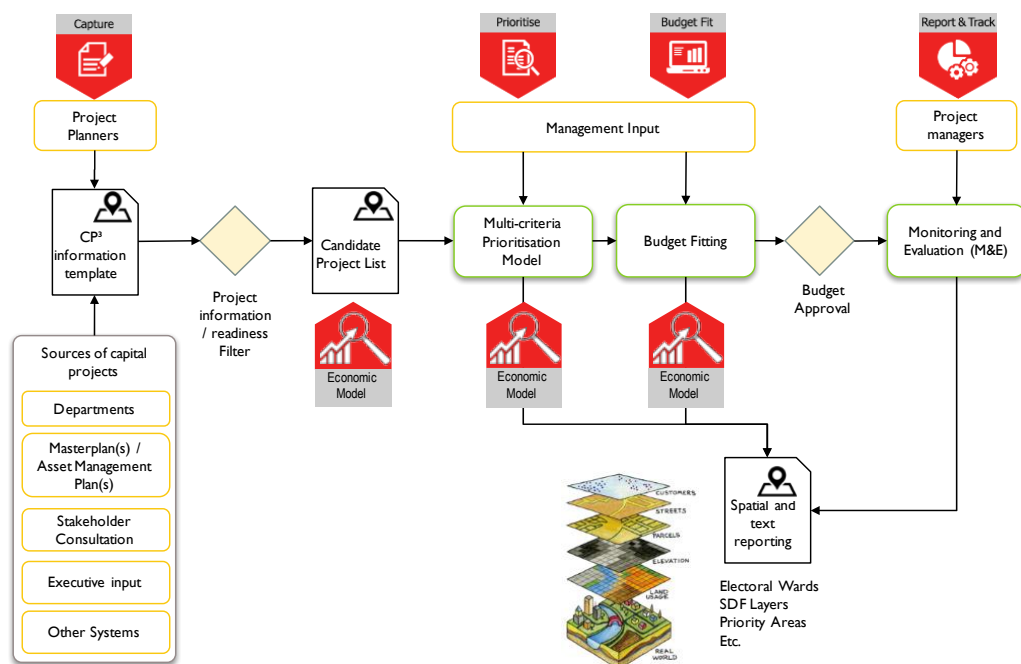 Capture
Prioritise
Budget Fit
Report & Track
Project
Planners
Management Input
Project
managers
CP³
information
template
Candidate
Project List
Multi-criteria
Prioritisation
Model
Budget Fitting
Monitoring and
Evaluation (M&E)
Project
information
/ readiness
Filter
Budget
Approval
Economic
Model
Economic
Model
Economic
Model
Sources of capital
projects
Departments
Masterplan(s) /
Asset Management
Plan(s)
Stakeholder
Consultation
Executive input
Other Systems
CUSTOMERS
STREETS
PARCELS
ELEVATION
LAND
USAGE
REAL
WORLD
Spatial and
text
reporting
Electoral Wards
SDF Layers
Priority Areas
Etc.